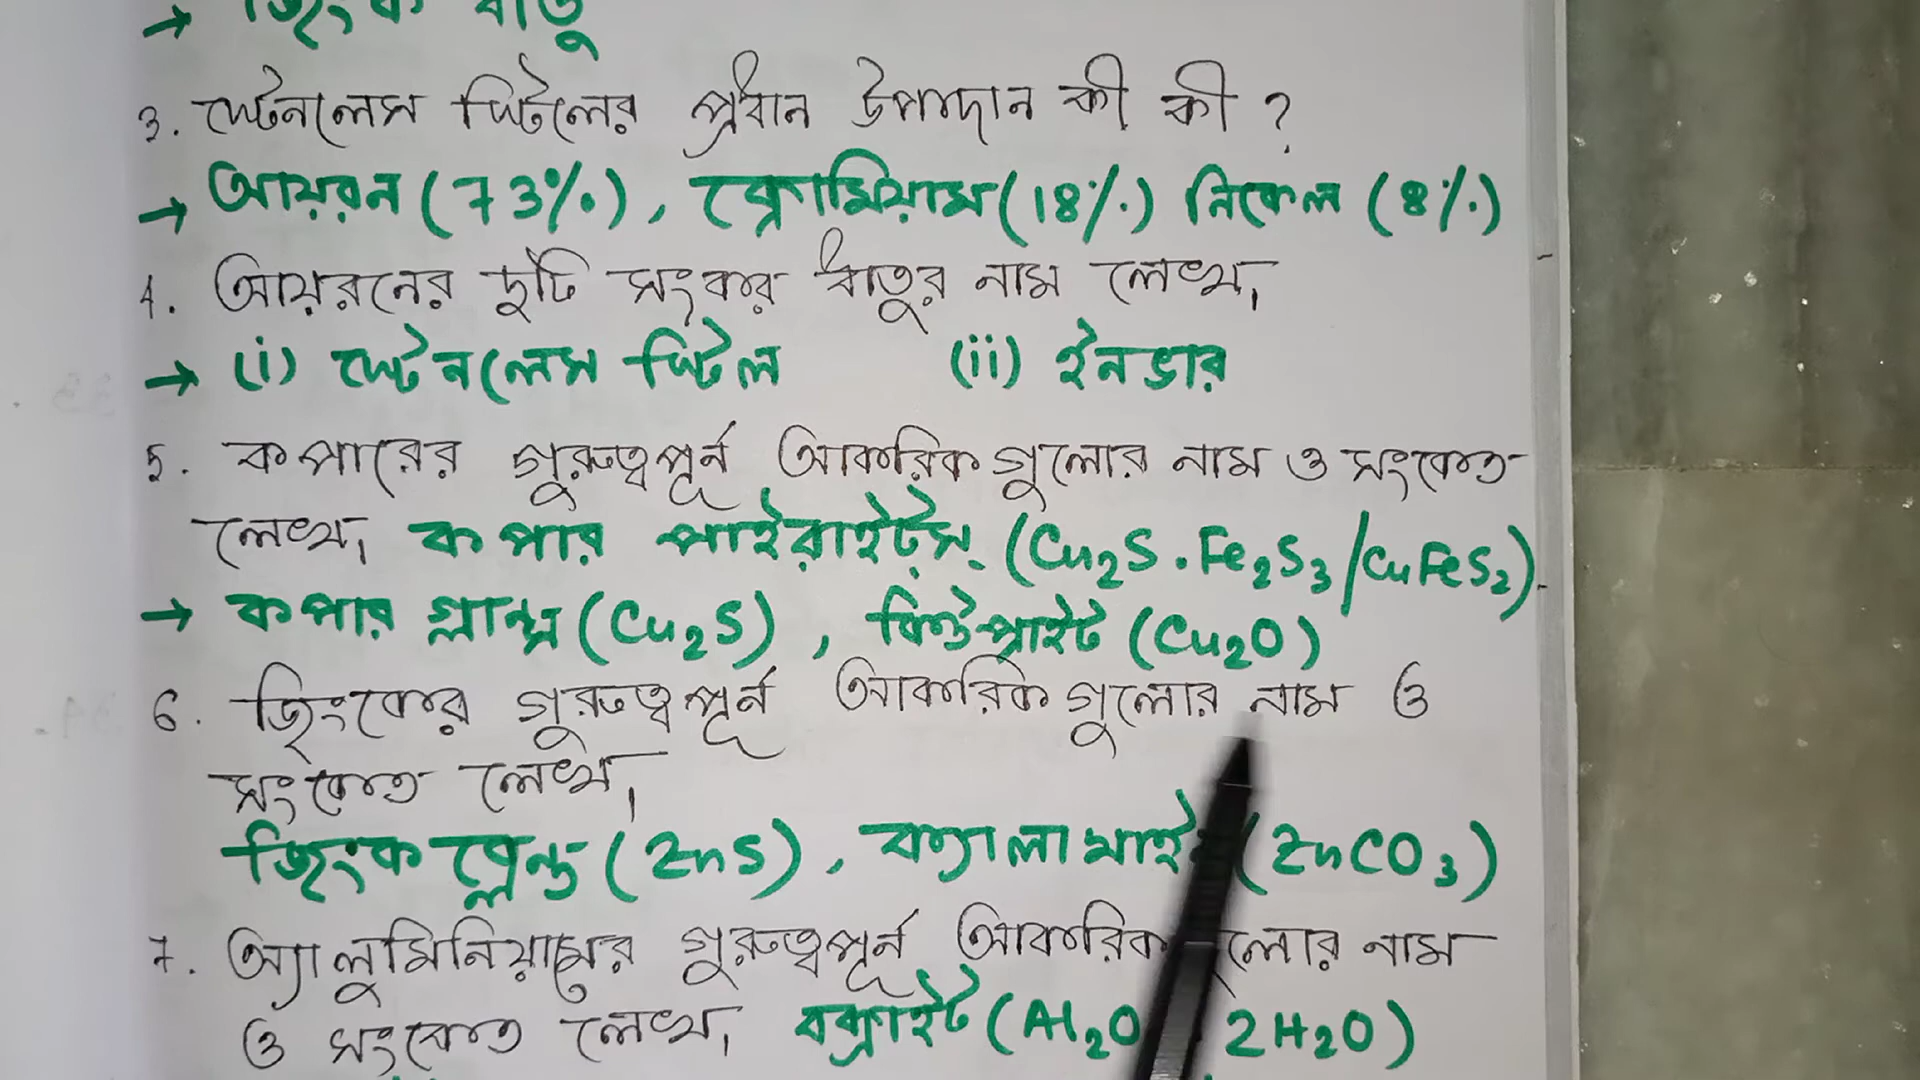 → জিংক ধাতু
3. স্টেনলেস স্টিলের প্রধান উপাদান কী কী ?
→ আয়রন (73%), ক্রোমিয়াম (18%) নিকেল (8%)
4. আয়রনের দুটি সংকর ধাতুর নাম লেখ।
→ (i) স্টেনলেস স্টিল (ii) ইনভার
5. কপারের গুরুত্বপূর্ন আকরিকগুলোর নাম ও সংকেত
লেখ। কপার পাইরাইটস্. (Cu₂S.Fe₂S₃/CuFeS₂).
→ কপার গ্লান্স (Cu₂S), কিউপ্রাইট (Cu₂O)
6. জিংকের গুরুত্বপূর্ন আকরিকগুলোর নাম ও
সংকেত লেখ।
জিংক ব্লেন্ড (ZnS), (ZnCO₃)
7. অ্যালুমিনিয়ামের গুরুত্বপূর্ন নাম
ও সংকেত লেখ। বক্সাইট (Al₂O 2H₂O)